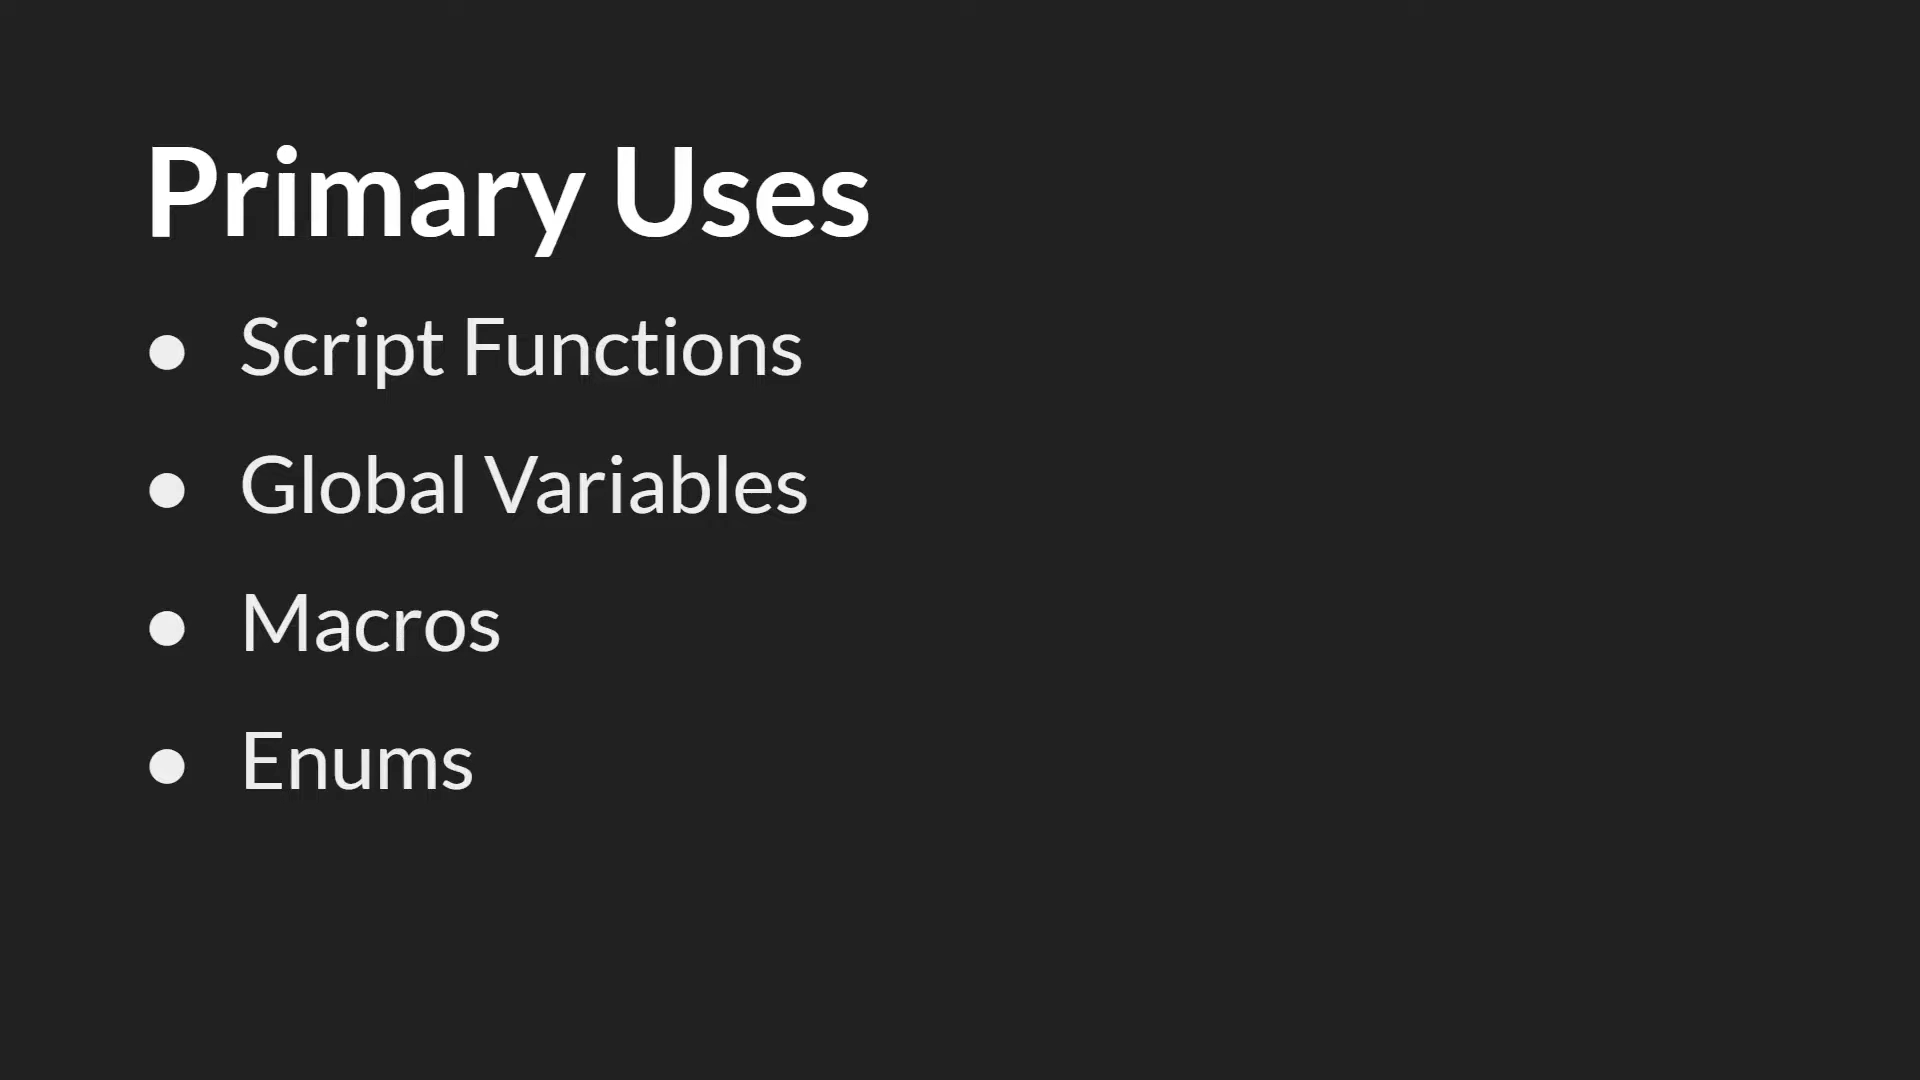 Primary Uses
● Script Functions
● Global Variables
● Macros
● Enums